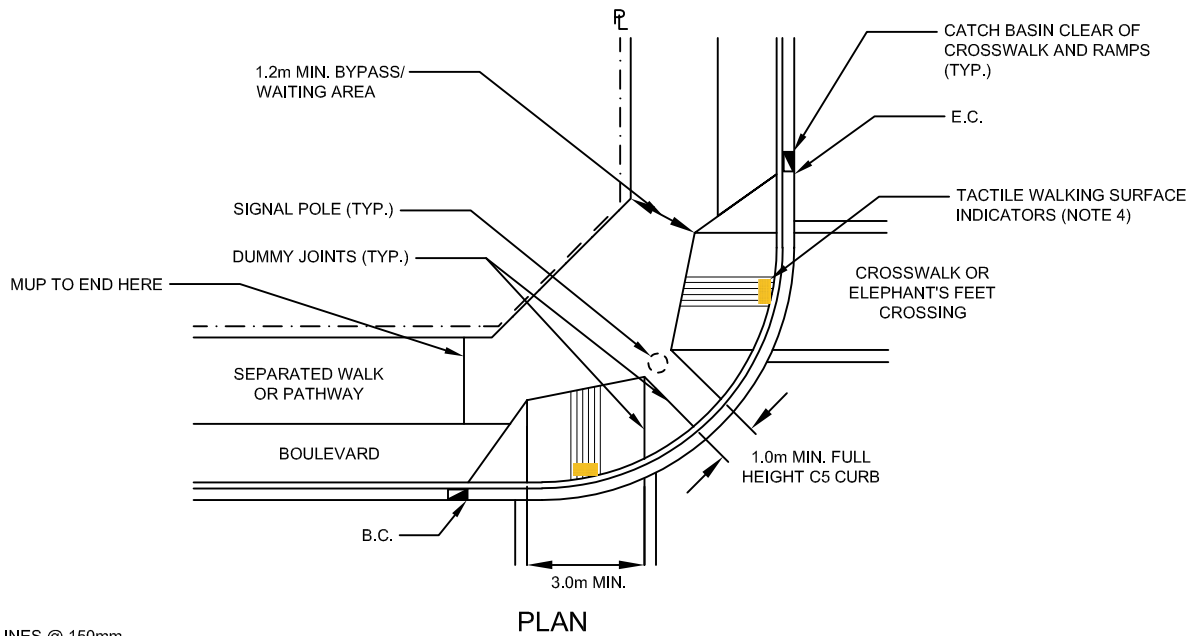 PL
CATCH BASIN CLEAR OF
CROSSWALK AND RAMPS
(TYP.)
1.2m MIN. BYPASS/
WAITING AREA
E.C.
TACTILE WALKING SURFACE
INDICATORS (NOTE 4)
SIGNAL POLE (TYP.)
DUMMY JOINTS (TYP.)
MUP TO END HERE
CROSSWALK OR
ELEPHANT'S FEET
CROSSING
SEPARATED WALK
OR PATHWAY
BOULEVARD
1.0m MIN. FULL
HEIGHT C5 CURB
B.C.
3.0m MIN.
PLAN